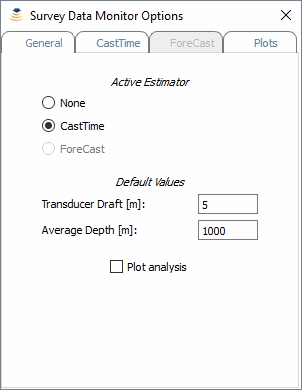 Survey Data Monitor Options
General CastTime ForeCast Plots
Active Estimator
None
CastTime
ForeCast
Default Values
Transducer Draft [m]: 5
Average Depth [m]: 1000
Plot analysis